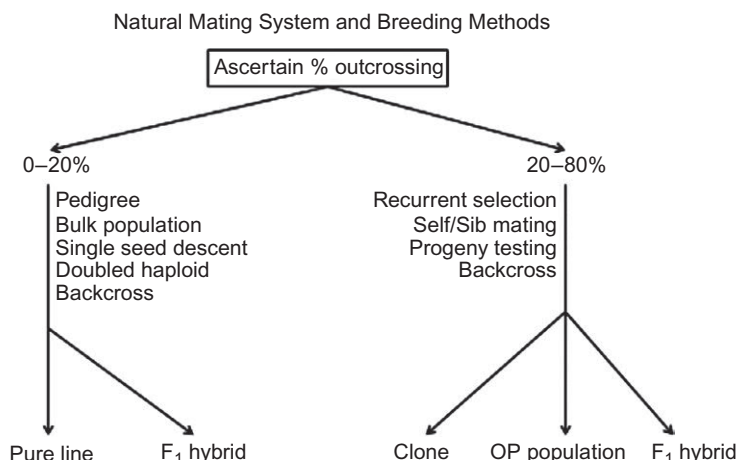 Natural Mating System and Breeding Methods
Ascertain % outcrossing
0–20%
Pedigree
Bulk population
Single seed descent
Doubled haploid
Backcross
Pure line
F₁ hybrid
20–80%
Recurrent selection
Self/Sib mating
Progeny testing
Backcross
Clone
OP population
F₁ hybrid